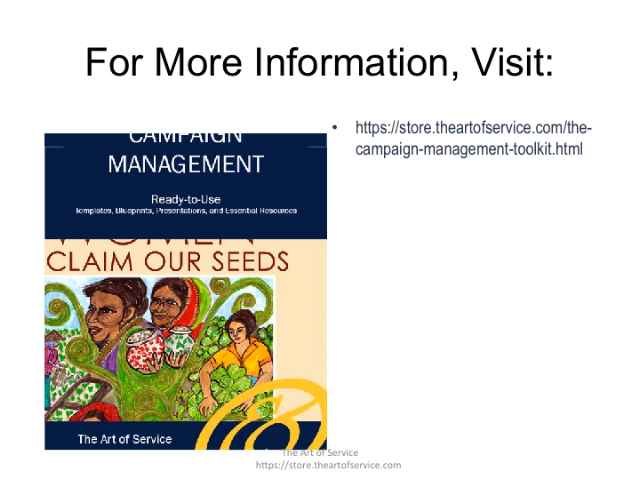 For More Information, Visit:
• https://store.theartofservice.com/the-
campaign-management-toolkit.html
CAMPAIGN
MANAGEMENT
Ready-to-Use
Templates, Blueprints, Presentations, and Essential Resources
WOMEN
CLAIM OUR SEEDS
The Art of Service
The Art of Service
https://store.theartofservice.com